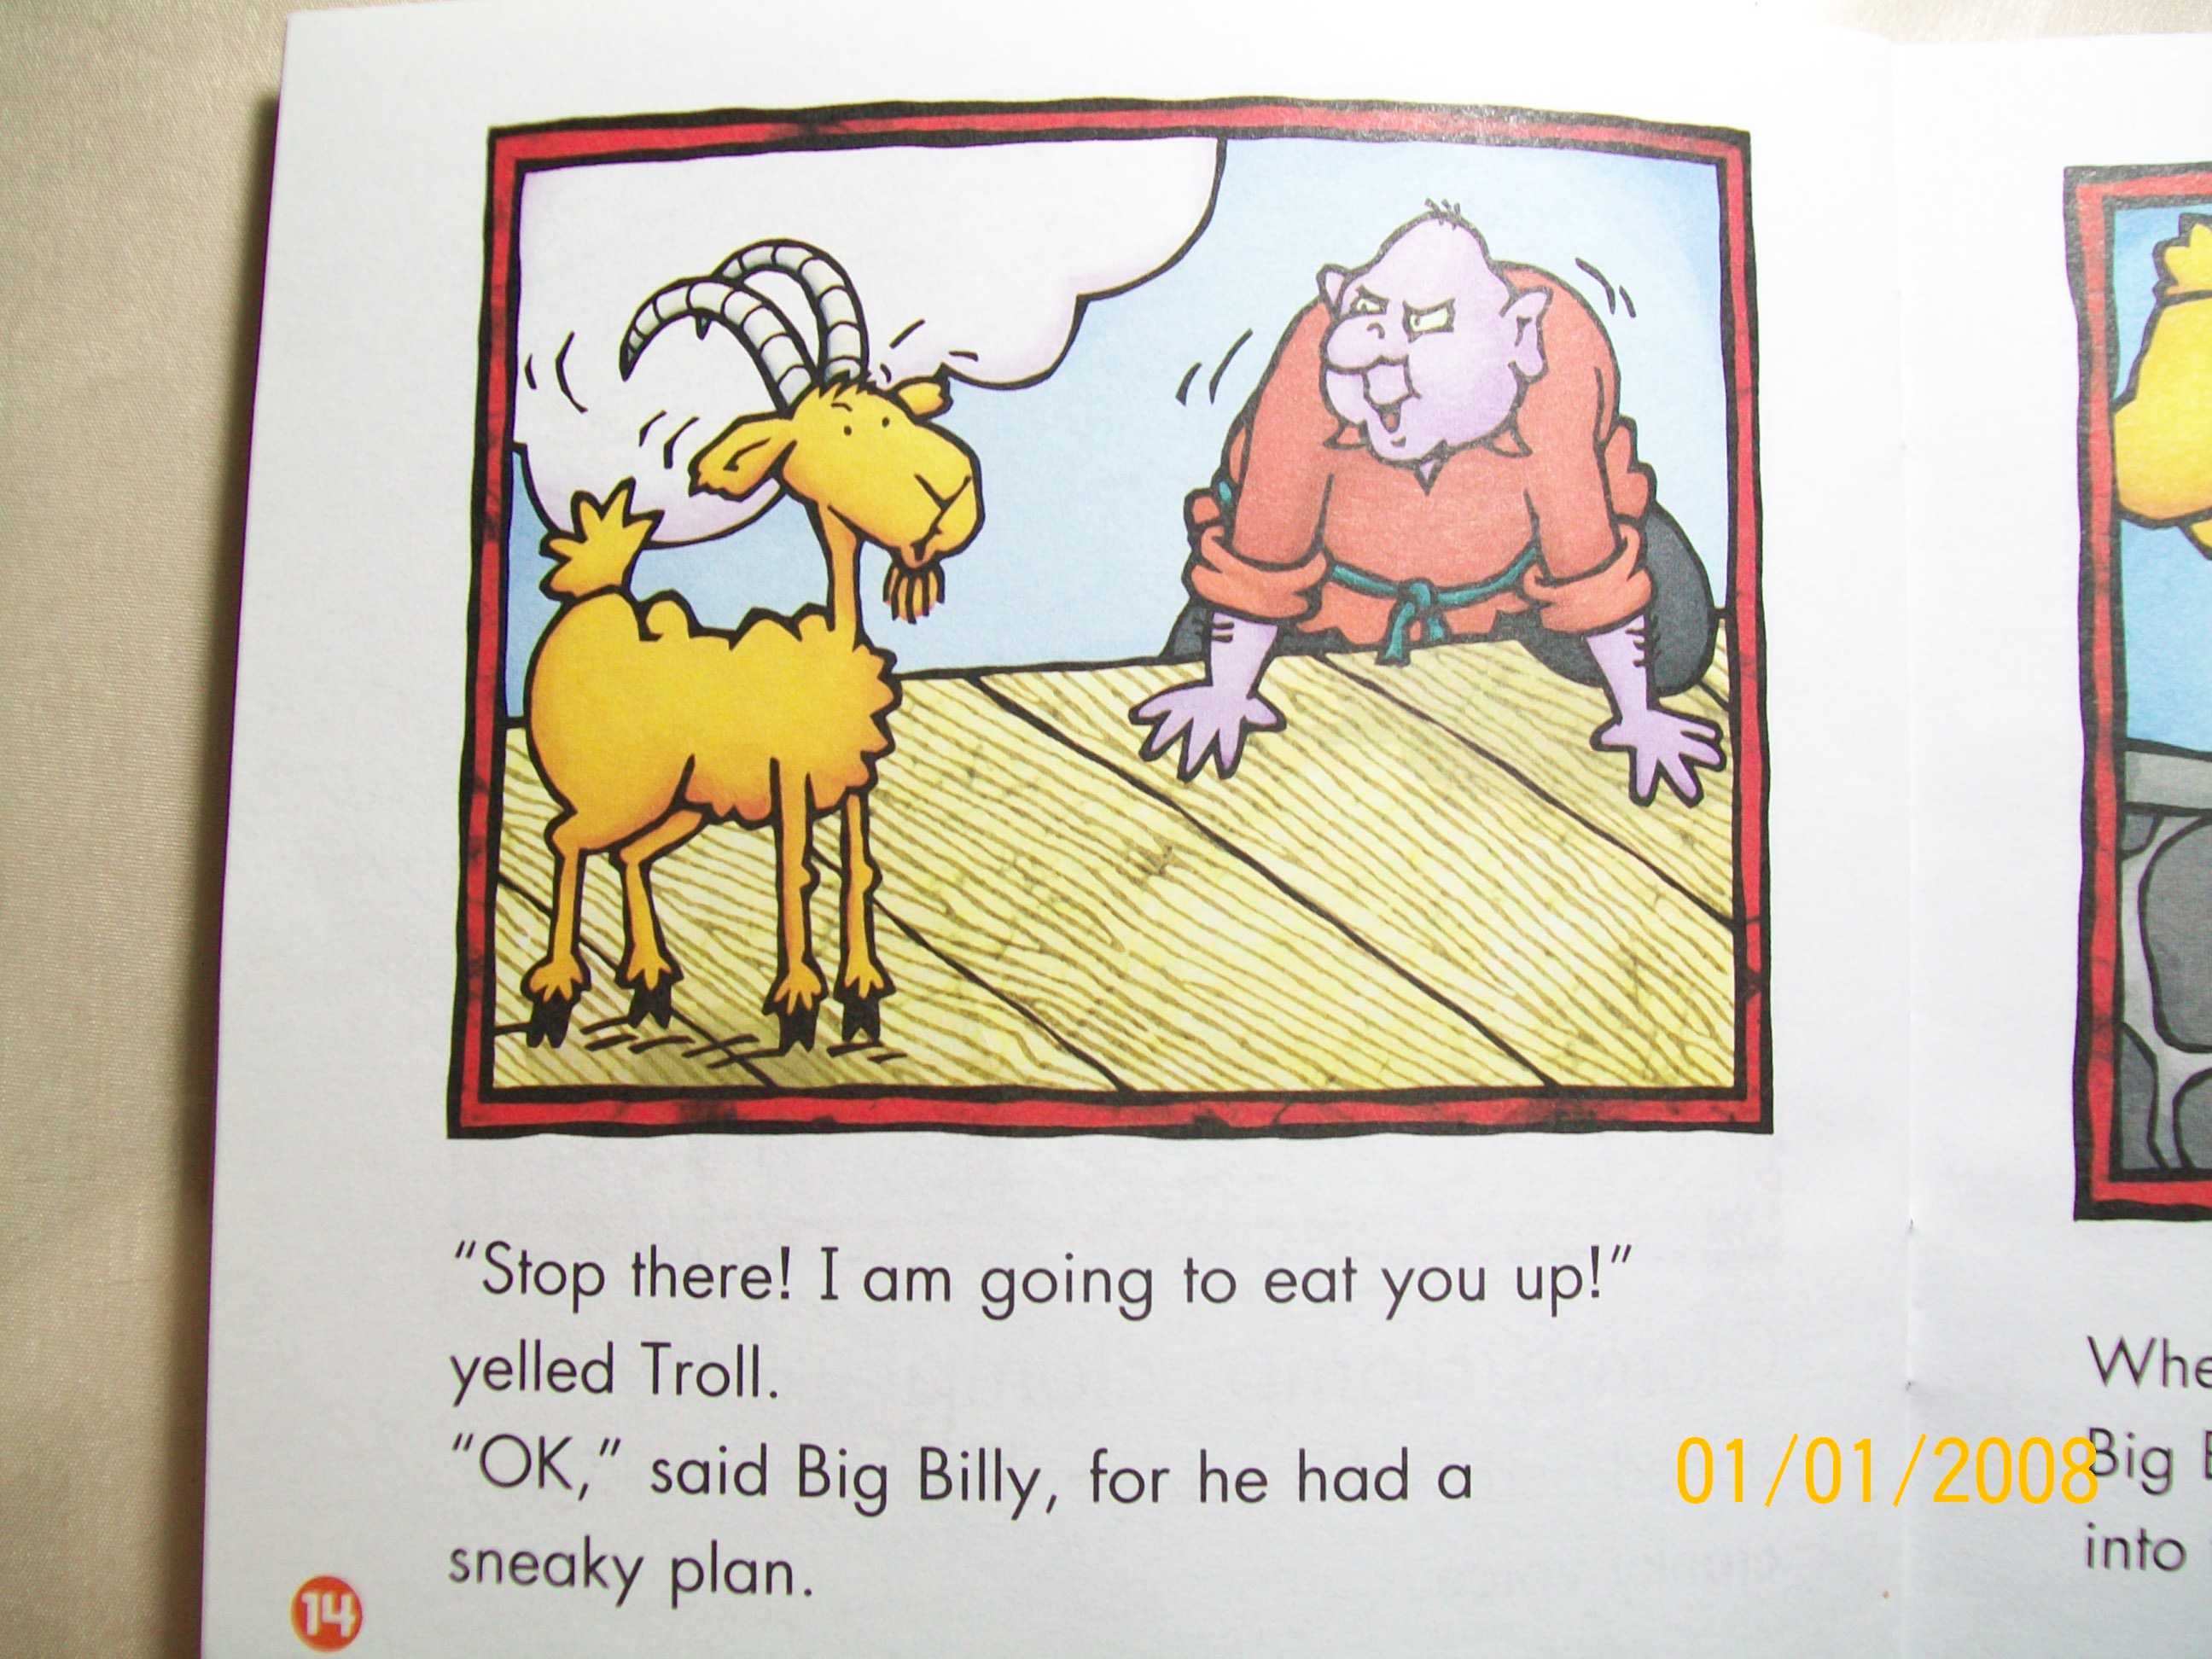 “Stop there! I am going to eat you up!”
yelled Troll.
“OK,” said Big Billy, for he had a
sneaky plan.
14
Big
into
01/01/2008